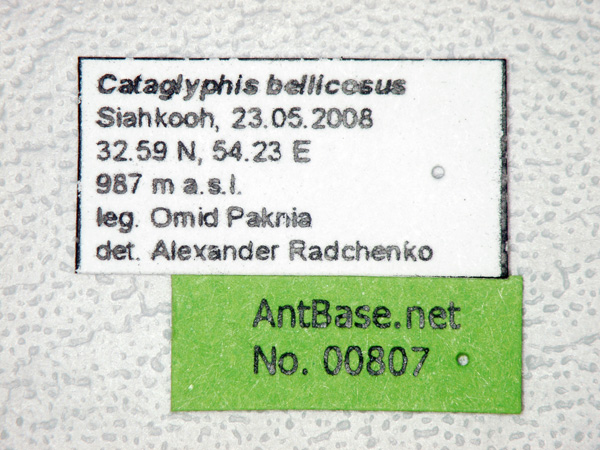 Cataglyphis bellicosus
Siahkooh, 23.05.2008
32.59 N, 54.23 E
987 m a.s.l.
leg. Omid Paknia
det. Alexander Radchenko
AntBase.net
No. 00807